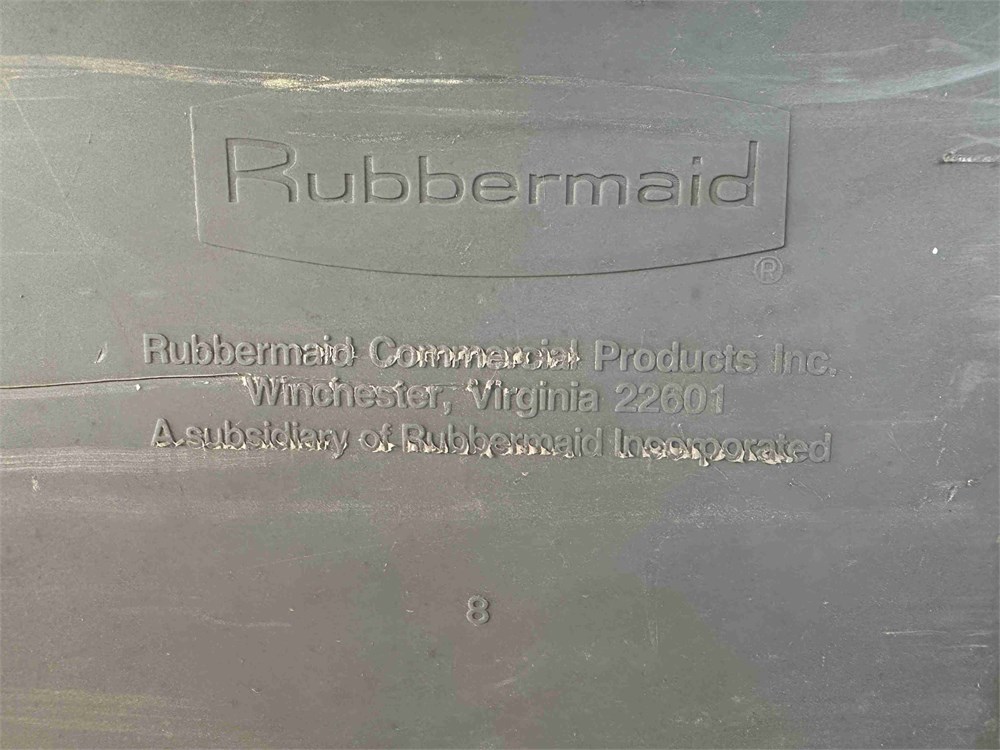 Rubbermaid
®
Rubbermaid Commercial Products Inc.
Winchester, Virginia 22601
A subsidiary of Rubbermaid Incorporated
8